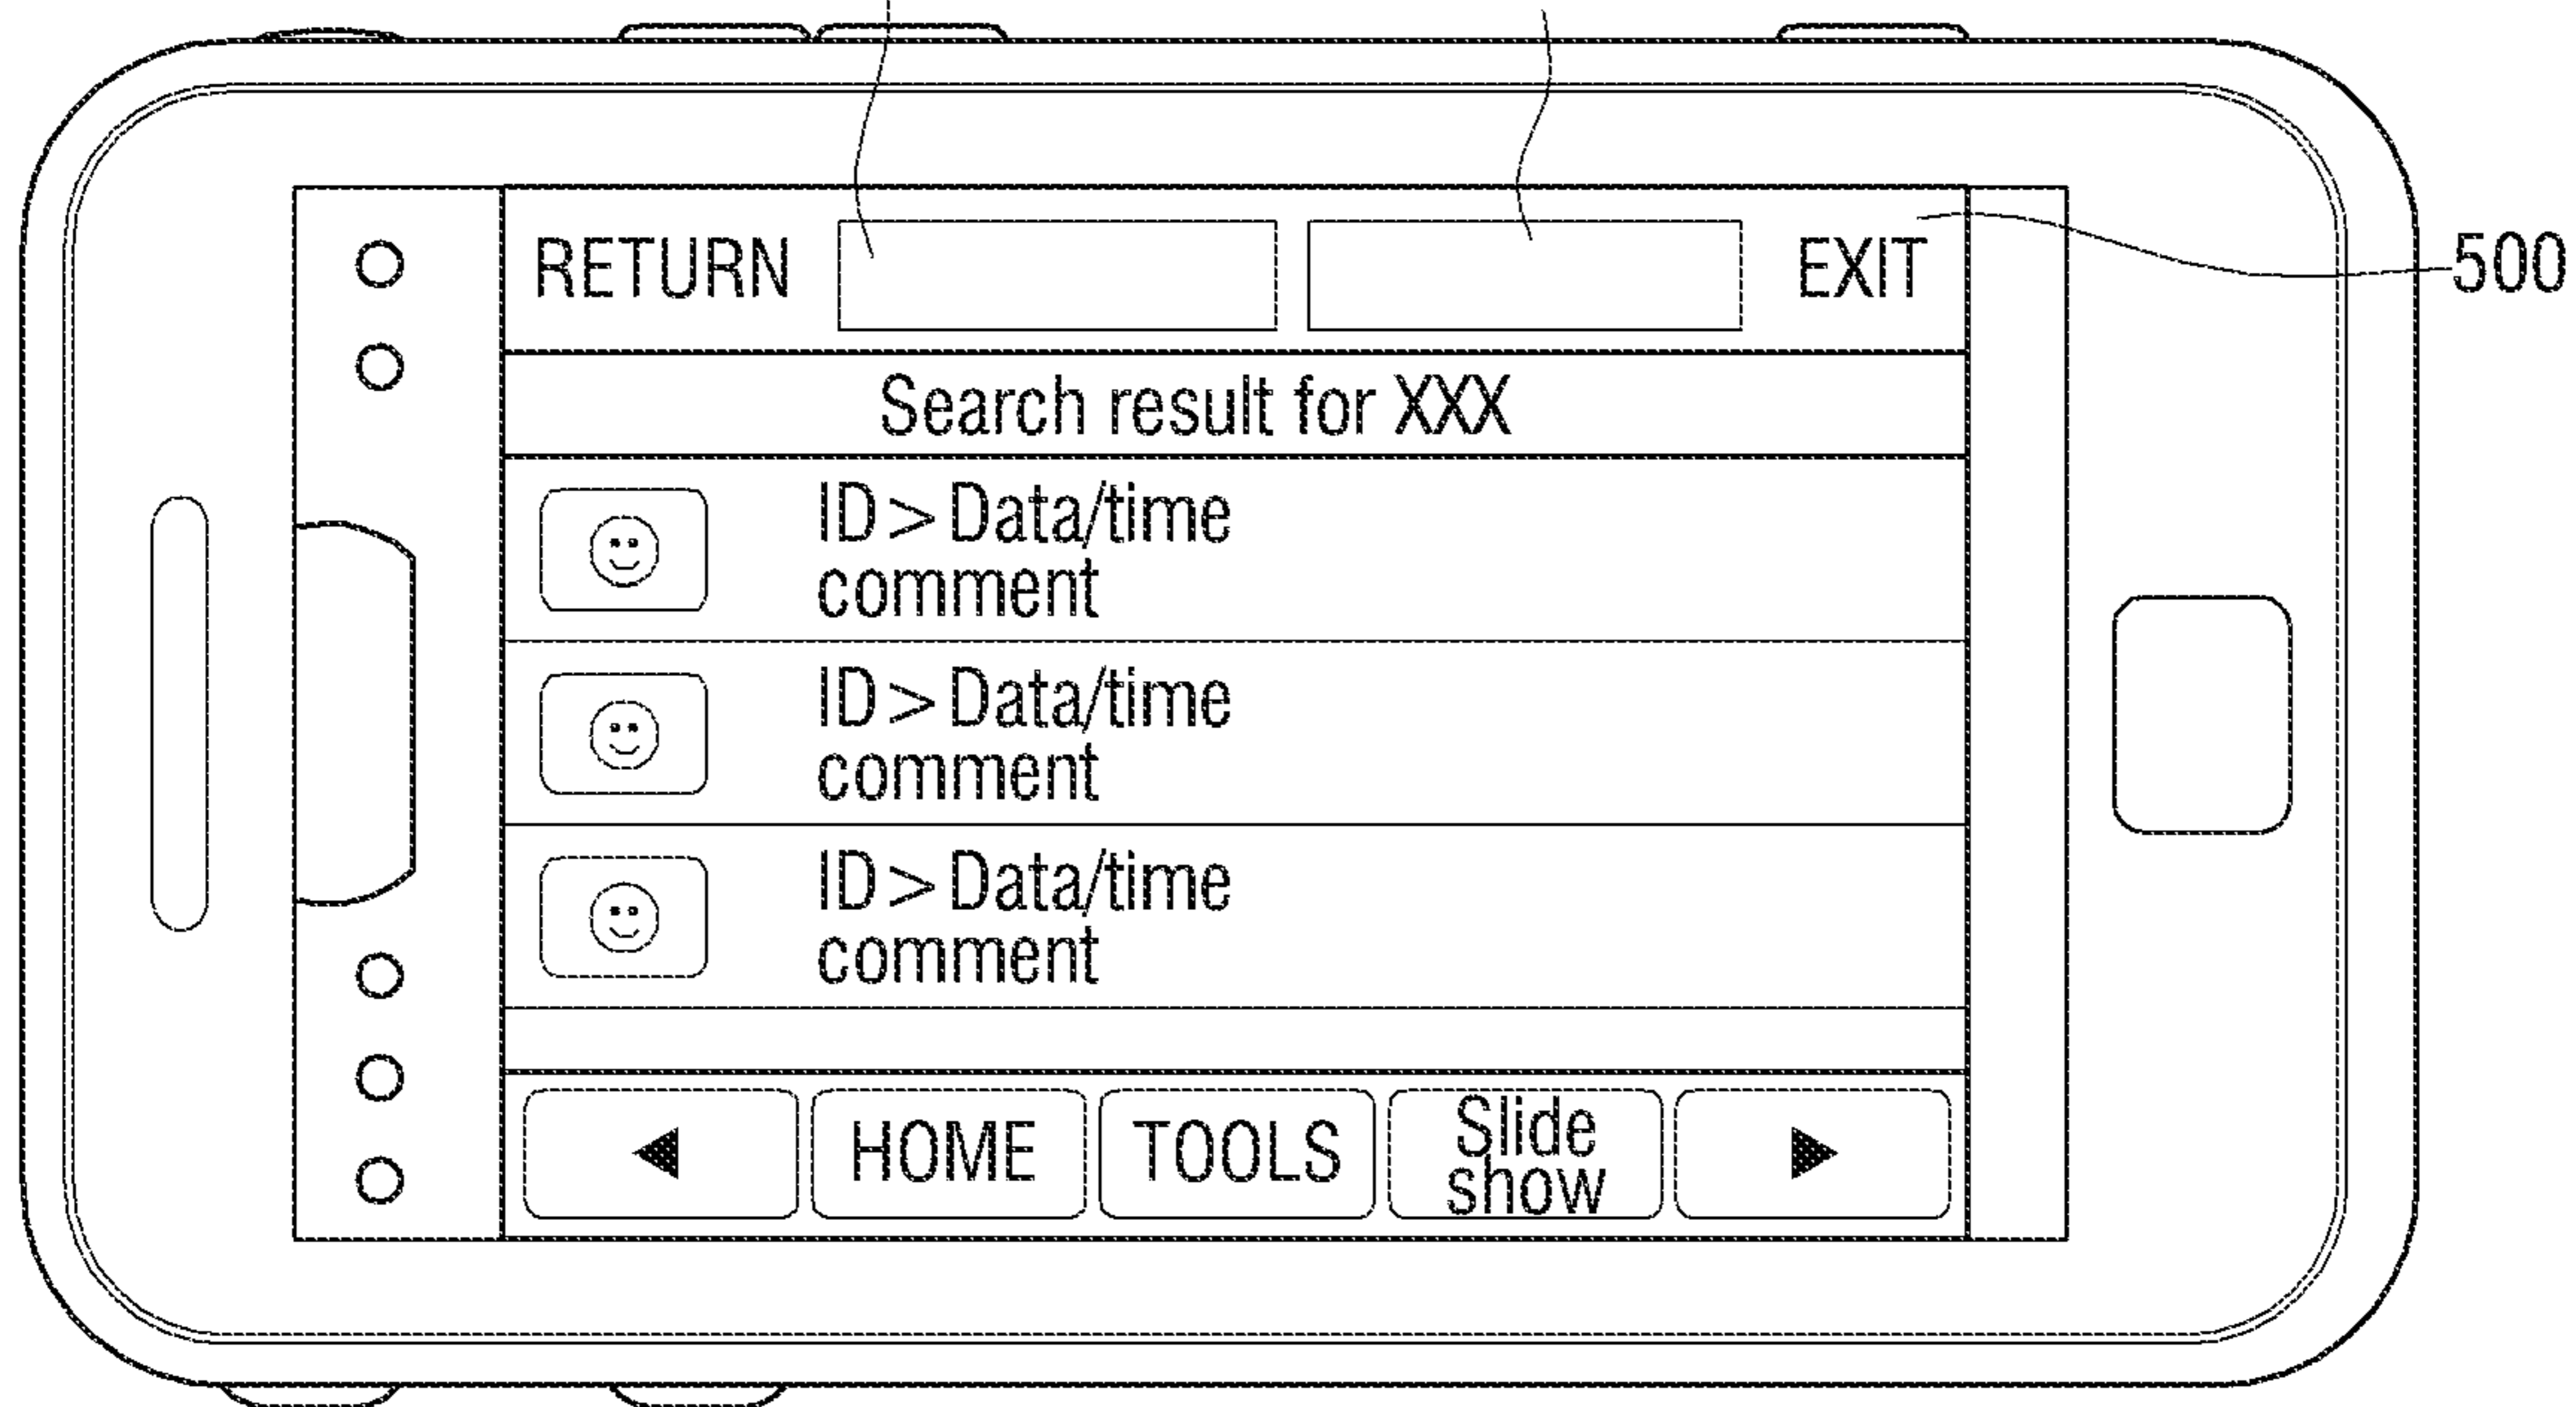 RETURN EXIT
500
Search result for XXX
ID > Data/time
comment
ID > Data/time
comment
ID > Data/time
comment
HOME TOOLS Slide
show